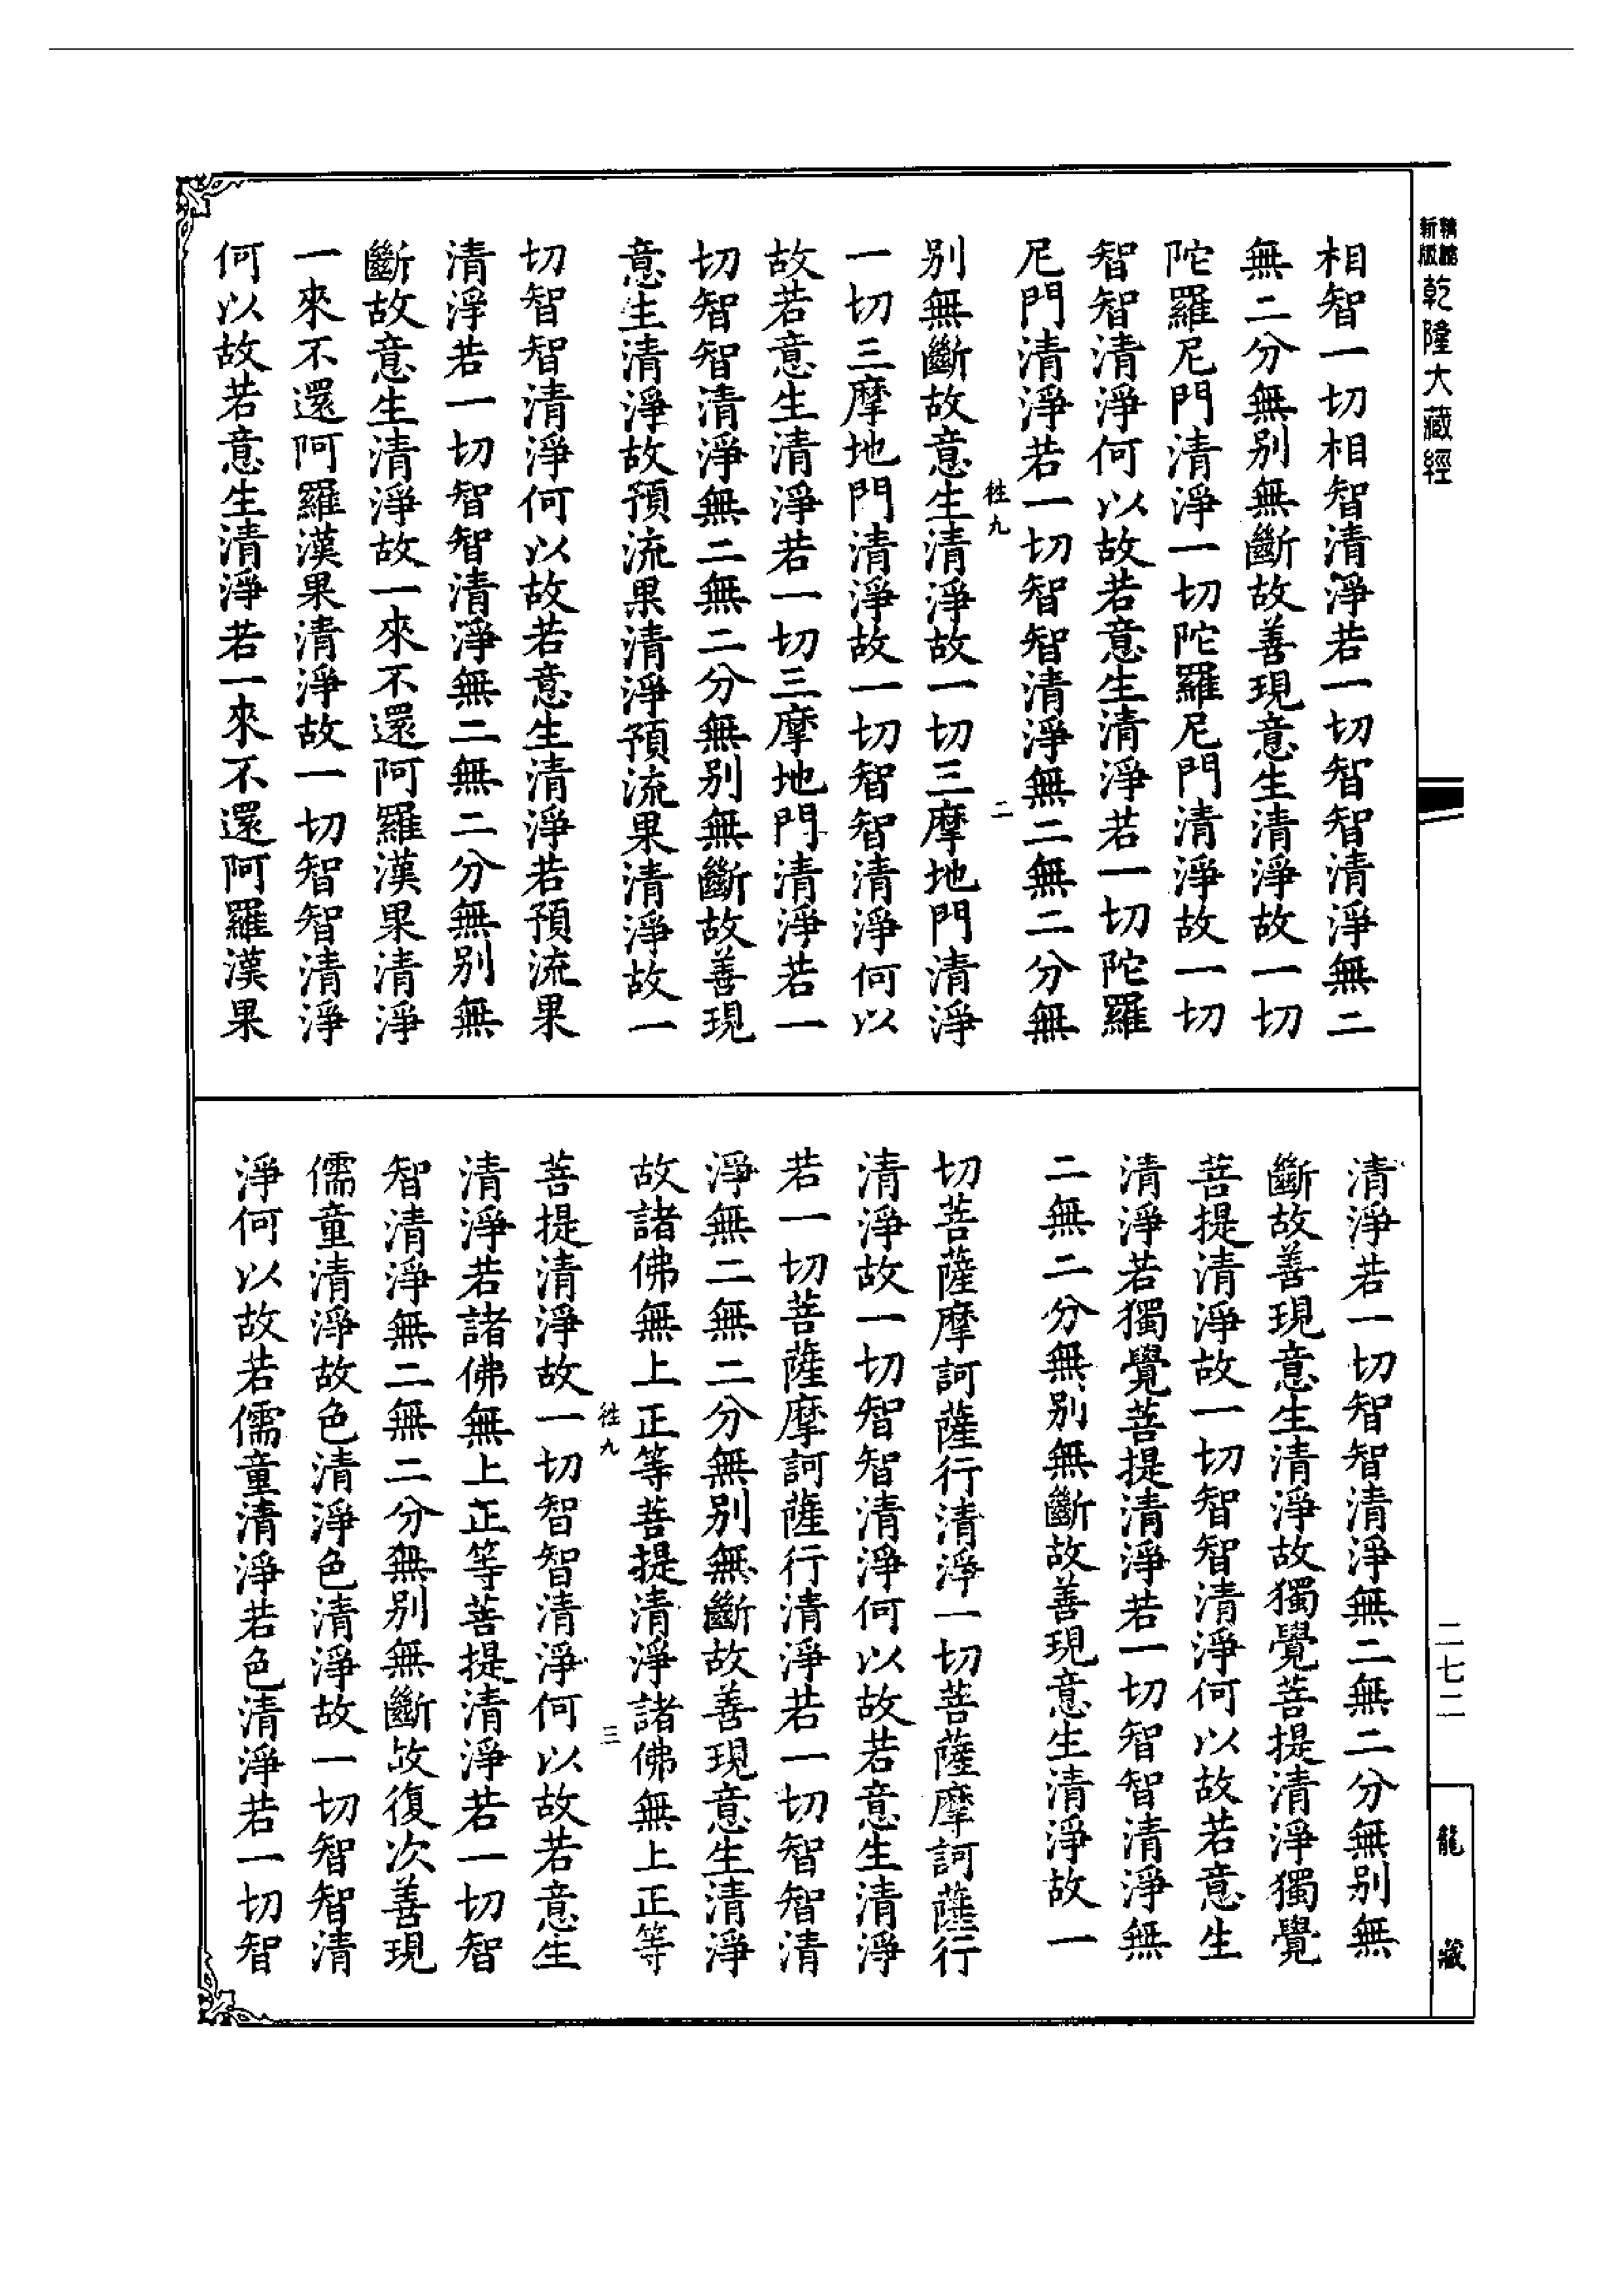 新版
乾隆大藏經
相智一切相智清淨若一切智智清淨無二
無二分無別無斷故善現意生清淨故一切
陀羅尼門清淨一切陀羅尼門清淨故一切
智智清淨何以故若意生清淨若一切陀羅
尼門清淨若一切智智清淨無二無二分無
二
別無斷故意生清淨故一切三摩地門清淨
一切三摩地門清淨故一切智智清淨何以
故若意生清淨若一切三摩地門清淨若一
切智智清淨無二無二分無別無斷故善現
意生清淨故預流果清淨預流果清淨故一
切智智清淨何以故若意生清淨若預流果
清淨若一切智智清淨無二無二分無別無
斷故意生清淨故一來不還阿羅漢果清淨
一來不還阿羅漢果清淨故一切智智清淨
何以故若意生清淨若一來不還阿羅漢果
清淨若一切智智清淨無二無二分無別無
斷故善現意生清淨故獨覺菩提清淨獨覺
菩提清淨故一切智智清淨何以故若意生
清淨若獨覺菩提清淨若一切智智清淨無
二無二分無別無斷故善現意生清淨故一
切菩薩摩訶薩行清淨一切菩薩摩訶薩行
清淨故一切智智清淨何以故若意生清淨
若一切菩薩摩訶薩行清淨若一切智智清
淨無二無二分無別無斷故善現意生清淨
故諸佛無上正等菩提清淨諸佛無上正等
三
菩提清淨故一切智智清淨何以故若意生
清淨若諸佛無上正等菩提清淨若一切智
智清淨無二無二分無別無斷故復次善現
儒童清淨故色清淨色清淨故一切智智清
淨何以故若儒童清淨若色清淨若一切智
二七二
龍藏